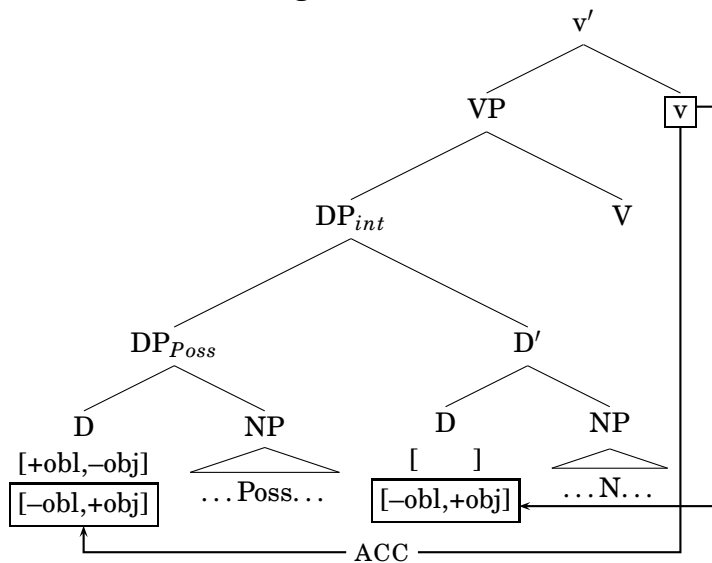 v′
VP v
DP_int V
DP_Poss D′
D NP D NP
[+obl,–obj] [ ]
[–obl,+obj] …Poss… [–obl,+obj] …N…
ACC